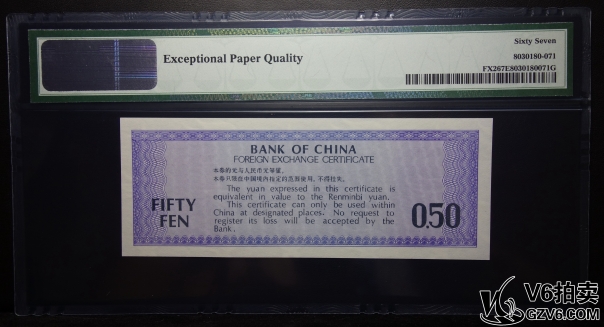 Sixty Seven
Exceptional Paper Quality
8030180-071
FX267E8030180071G
BANK OF CHINA
FOREIGN EXCHANGE CERTIFICATE
本券的元与人民币元等值。
本券只能在中国境内指定的范围使用,不得挂失。
The yuan expressed in this certificate is
equivalent in value to the Renminbi yuan.
This certificate can only be used within
China at designated places. No request to
register its loss will be accepted by the
Bank.
FIFTY
FEN
0.50
V6拍卖
GZV6.COM